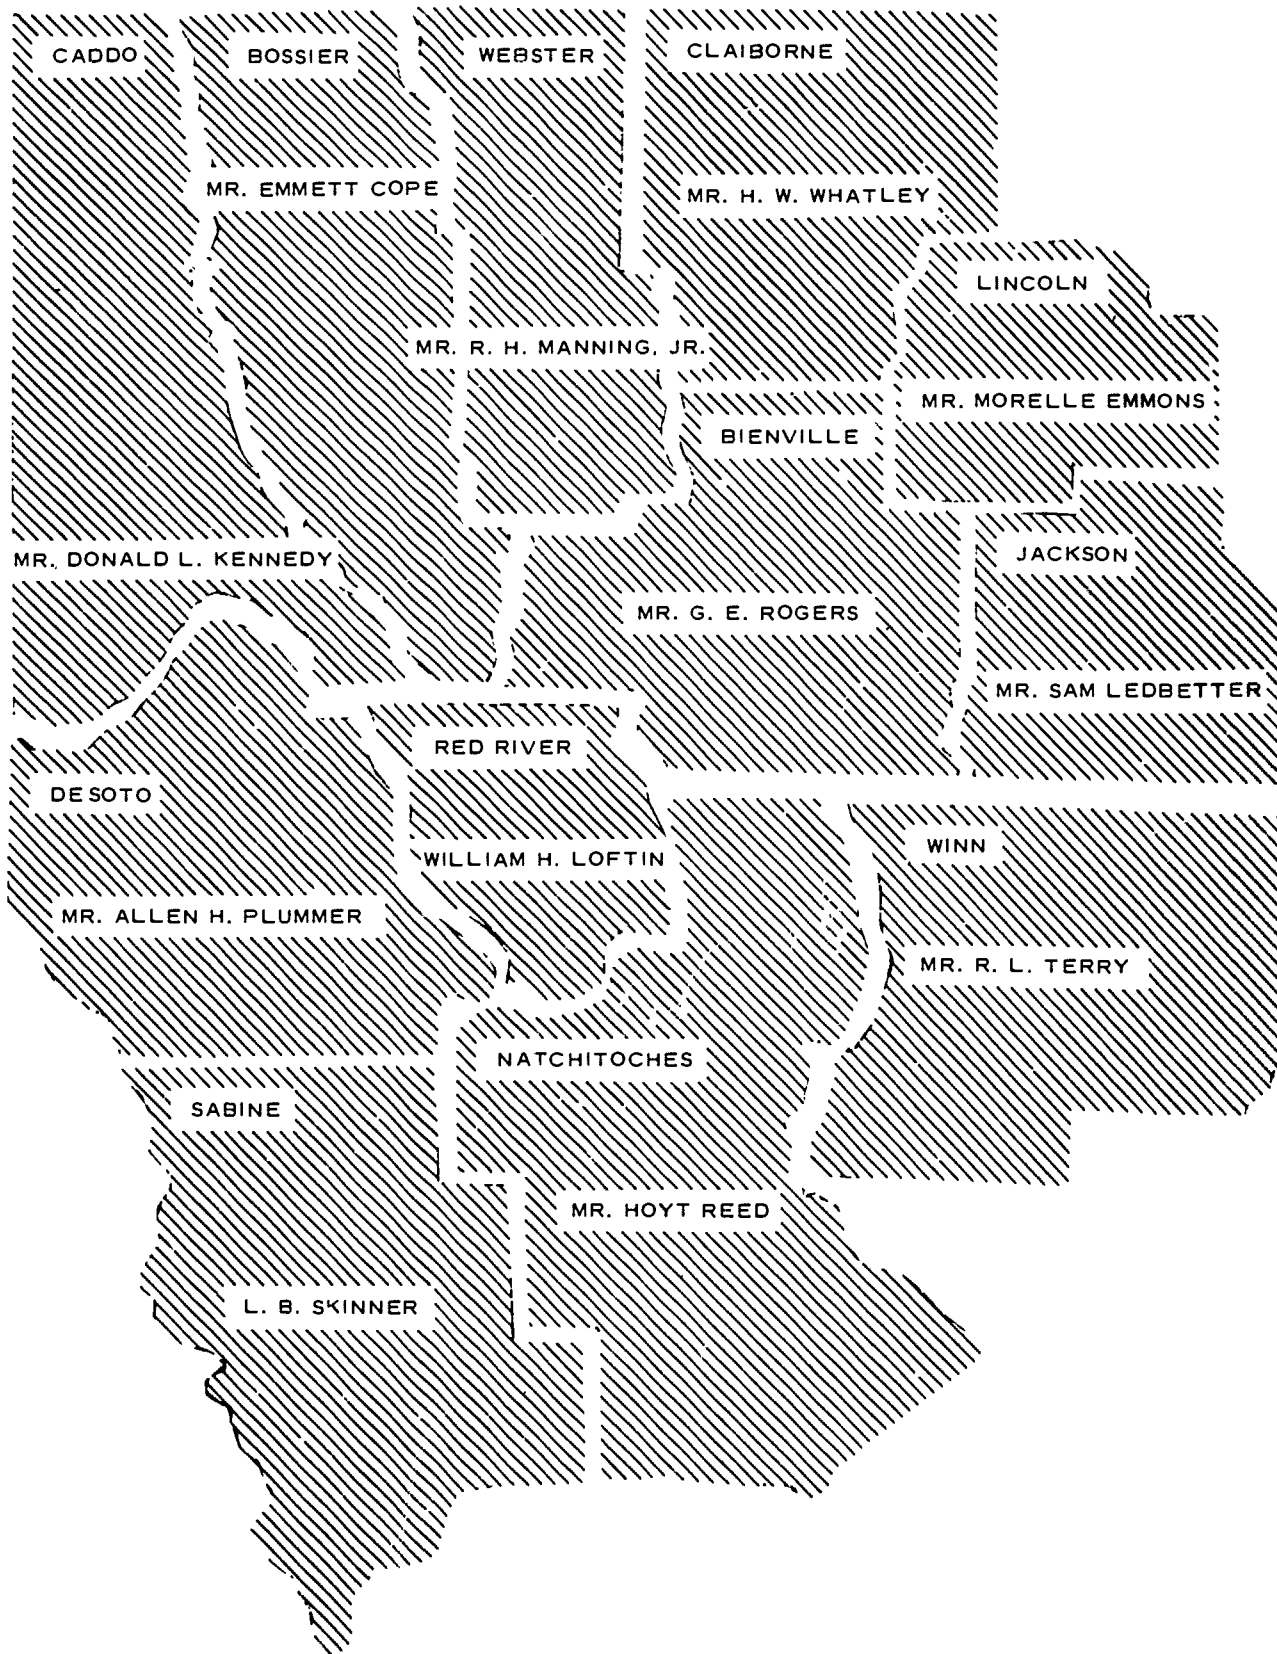 CADDO
BOSSIER
WEBSTER
CLAIBORNE
MR. EMMETT COPE
MR. H. W. WHATLEY
LINCOLN
MR. R. H. MANNING, JR.
MR. MORELLE EMMONS
BIENVILLE
MR. DONALD L. KENNEDY
JACKSON
MR. G. E. ROGERS
MR. SAM LEDBETTER
RED RIVER
DESOTO
WINN
WILLIAM H. LOFTIN
MR. ALLEN H. PLUMMER
MR. R. L. TERRY
NATCHITOCHES
SABINE
MR. HOYT REED
L. B. SKINNER